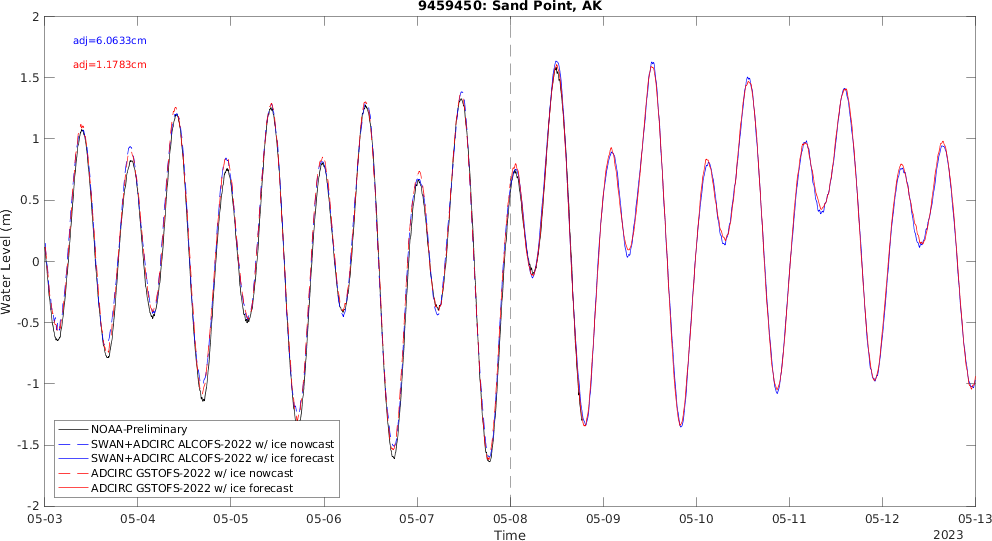 9459450: Sand Point, AK
adj=6.0633cm
adj=1.1783cm
Water Level (m)
2
1.5
1
0.5
0
-0.5
-1
-1.5
-2
NOAA-Preliminary
SWAN+ADCIRC ALCOFS-2022 w/ ice nowcast
SWAN+ADCIRC ALCOFS-2022 w/ ice forecast
ADCIRC GSTOFS-2022 w/ ice nowcast
ADCIRC GSTOFS-2022 w/ ice forecast
05-03 05-04 05-05 05-06 05-07 05-08 05-09 05-10 05-11 05-12 05-13
Time
2023